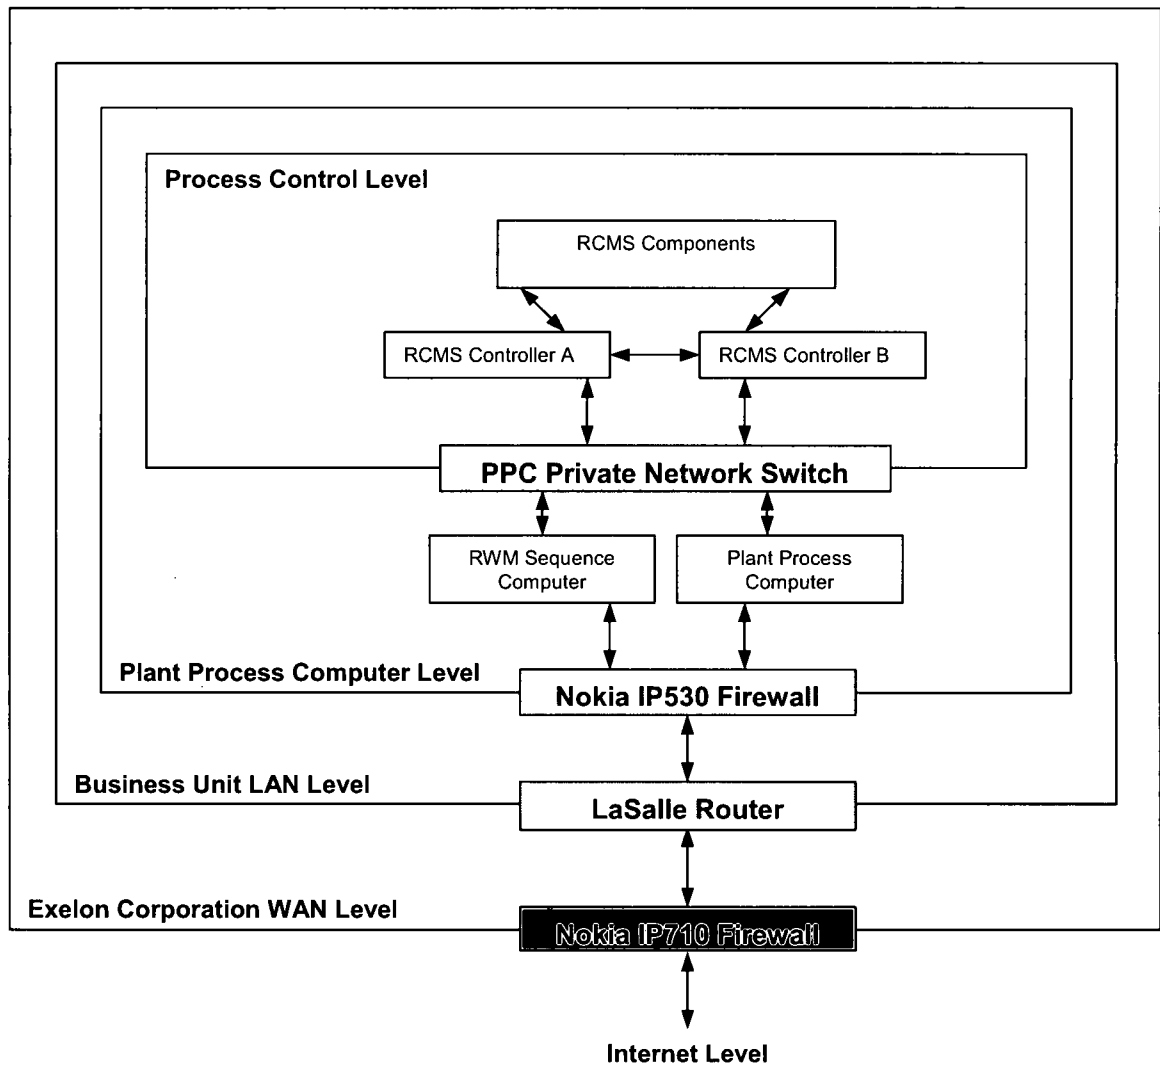 Process Control Level
RCMS Components
RCMS Controller A
RCMS Controller B
PPC Private Network Switch
RWM Sequence
Computer
Plant Process
Computer
Plant Process Computer Level
Nokia IP530 Firewall
Business Unit LAN Level
LaSalle Router
Exelon Corporation WAN Level
Nokia IP710 Firewall
Internet Level